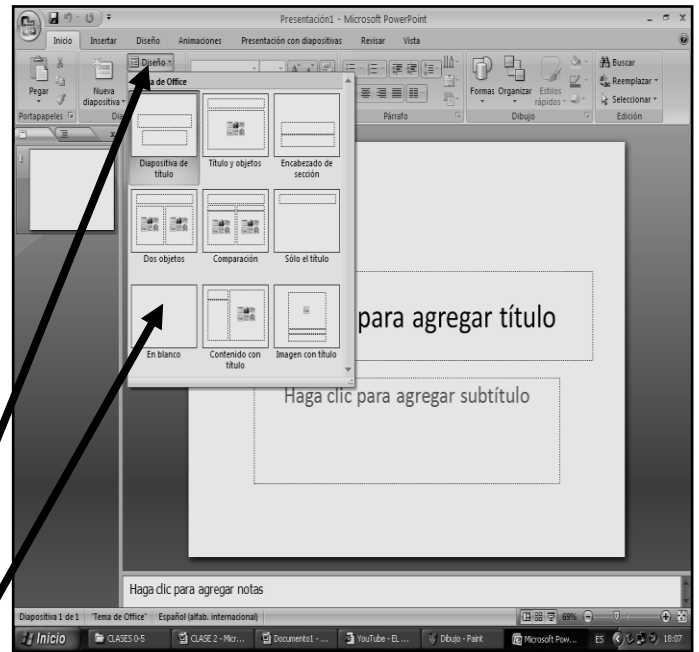 Presentación1 - Microsoft PowerPoint
Inicio Insertar Diseño Animaciones Presentación con diapositivas Revisar Vista
Pegar
Nueva
diapositiva
Diseño
Formas Organizar Estilos
rápidos
Buscar
Reemplazar
Seleccionar
Portapapeles
Párrafo
Dibujo
Edición
de Office
Diapositiva de
título
Título y objetos
Encabezado de
sección
Dos objetos
Comparación
Sólo el título
En blanco
Contenido con
título
Imagen con título
1
para agregar título
Haga clic para agregar subtítulo
Haga clic para agregar notas
Diapositiva 1 de 1 "Tema de Office" Español (alfab. internacional) 69%
Inicio CLASES 0-5 CLASE 2 - Micr... Documento1 - ... YouTube - EL ... Dibujo - Paint Microsoft Pow... ES 18:07